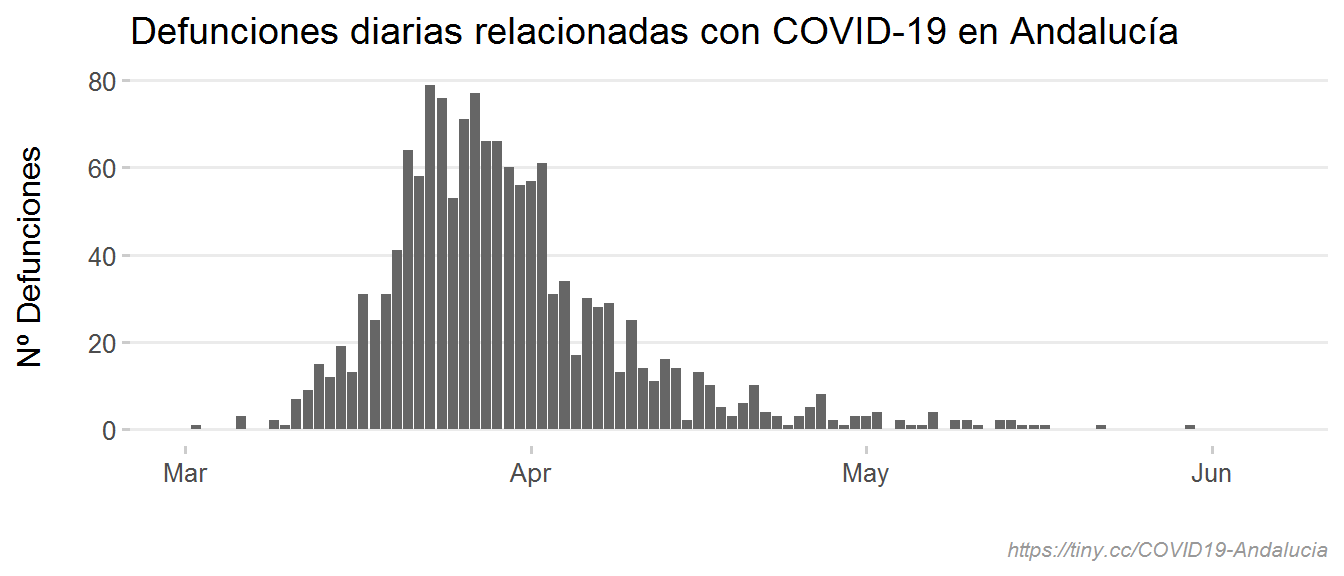 Defunciones diarias relacionadas con COVID-19 en Andalucía
Nº Defunciones
80
60
40
20
0
Mar Apr May Jun
https://tiny.cc/COVID19-Andalucia